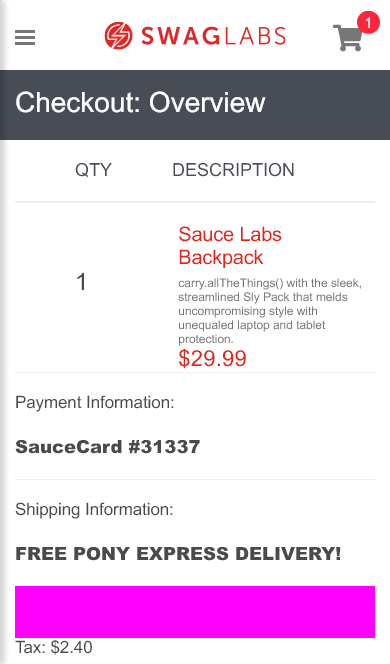 SWAGLABS
1
Checkout: Overview
QTY DESCRIPTION
1
Sauce Labs
Backpack
carry.allTheThings() with the sleek,
streamlined Sly Pack that melds
uncompromising style with
unequaled laptop and tablet
protection.
$29.99
Payment Information:
SauceCard #31337
Shipping Information:
FREE PONY EXPRESS DELIVERY!
Tax: $2.40